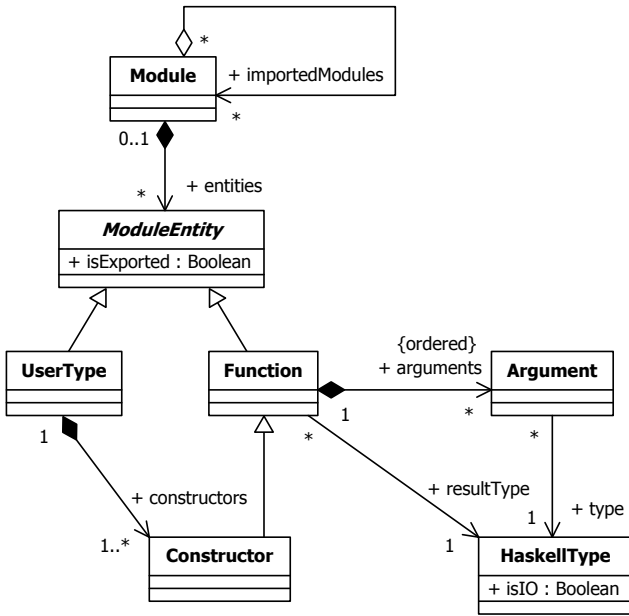 *
Module
+ importedModules
*
0..1
+ entities
*
ModuleEntity
+ isExported : Boolean
{ordered}
+ arguments
UserType
Function
Argument
1
1
*
*
*
+ constructors
+ resultType
1..*
1
1
+ type
Constructor
HaskellType
+ isIO : Boolean